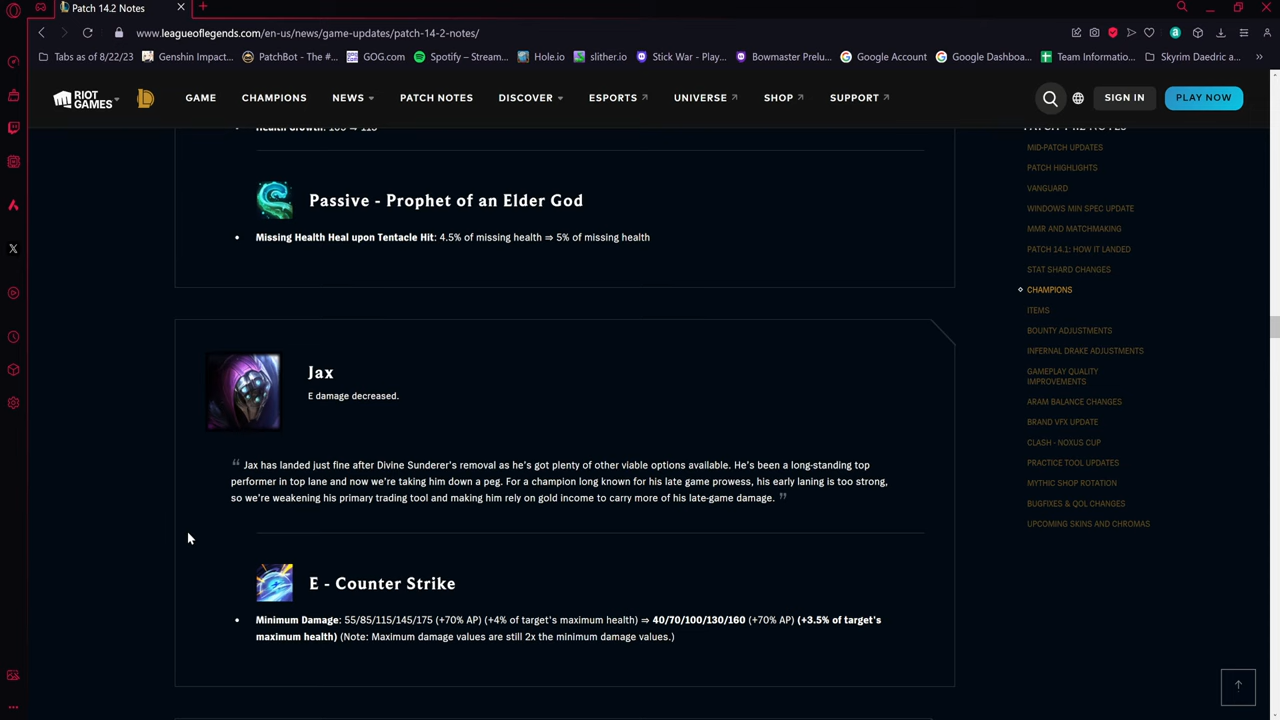 Patch 14.2 Notes
www.leagueoflegends.com/en-us/news/game-updates/patch-14-2-notes/
Tabs as of 8/22/23
Genshin Impact...
PatchBot - The #...
GOG.com
Spotify – Stream...
Hole.io
slither.io
Stick War - Play...
Bowmaster Prelu...
Google Account
Google Dashboa...
Team Informatio...
Skyrim Daedric a...
RIOT GAMES
GAME
CHAMPIONS
NEWS
PATCH NOTES
DISCOVER
ESPORTS
UNIVERSE
SHOP
SUPPORT
SIGN IN
PLAY NOW
Passive - Prophet of an Elder God
Missing Health Heal upon Tentacle Hit: 4.5% of missing health ⇒ 5% of missing health
Jax
E damage decreased.
Jax has landed just fine after Divine Sunderer's removal as he's got plenty of other viable options available. He's been a long-standing top
performer in top lane and now we're taking him down a peg. For a champion long known for his late game prowess, his early laning is too strong,
so we're weakening his primary trading tool and making him rely on gold income to carry more of his late-game damage.
E - Counter Strike
Minimum Damage: 55/85/115/145/175 (+70% AP) (+4% of target's maximum health) ⇒ 40/70/100/130/160 (+70% AP) (+3.5% of target's
maximum health) (Note: Maximum damage values are still 2x the minimum damage values.)
MID-PATCH UPDATES
PATCH HIGHLIGHTS
VANGUARD
WINDOWS MIN SPEC UPDATE
MMR AND MATCHMAKING
PATCH 14.1: HOW IT LANDED
STAT SHARD CHANGES
CHAMPIONS
ITEMS
BOUNTY ADJUSTMENTS
INFERNAL DRAKE ADJUSTMENTS
GAMEPLAY QUALITY
IMPROVEMENTS
ARAM BALANCE CHANGES
BRAND VFX UPDATE
CLASH - NOXUS CUP
PRACTICE TOOL UPDATES
MYTHIC SHOP ROTATION
BUGFIXES & QOL CHANGES
UPCOMING SKINS AND CHROMAS